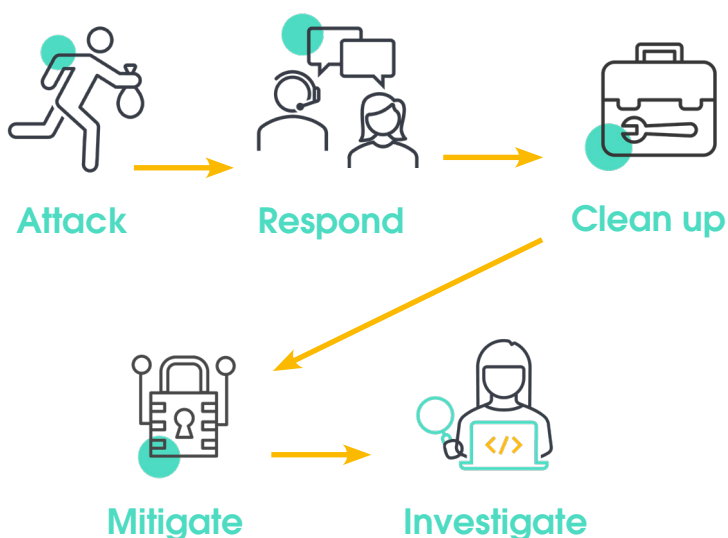 Attack
Respond
Clean up
</>
Mitigate
Investigate